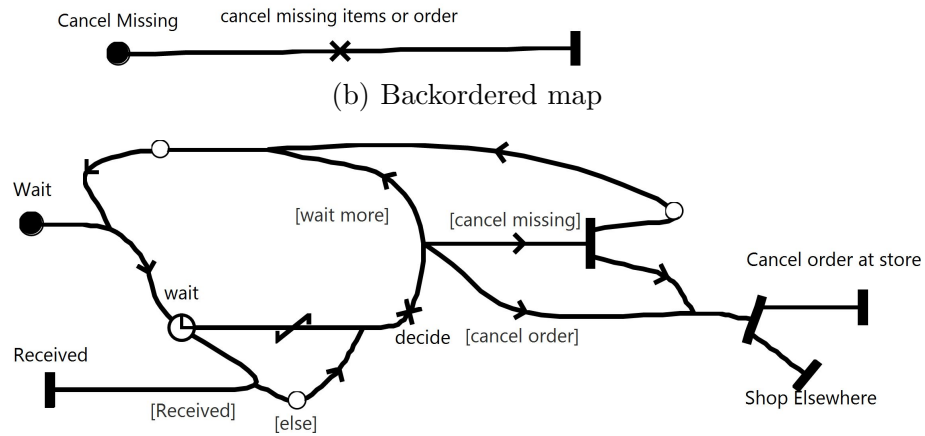 Cancel Missing
cancel missing items or order
(b) Backordered map
Wait
[wait more]
[cancel missing]
Cancel order at store
wait
decide
[cancel order]
Received
[Received]
[else]
Shop Elsewhere